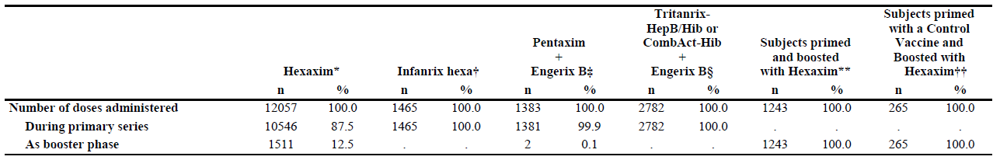 Hexaxim* Infanrix hexa† Pentaxim + Engerix B‡ Tritanrix-HepB/Hib or CombAct-Hib + Engerix B§ Subjects primed and boosted with Hexaxim** Subjects primed with a Control Vaccine and Boosted with Hexaxim††
n % n % n % n % n % n %
Number of doses administered 12057 100.0 1465 100.0 1383 100.0 2782 100.0 1243 100.0 265 100.0
During primary series 10546 87.5 1465 100.0 1381 99.9 2782 100.0 . . . .
As booster phase 1511 12.5 . . 2 0.1 . . 1243 100.0 265 100.0